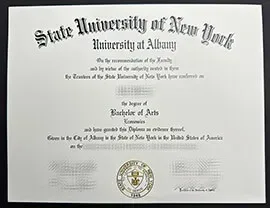 State University of New York
University at Albany
On the recommendation of the Faculty
and by virtue of the authority vested in them
the Trustees of the State University of New York have conferred on
the degree of
Bachelor of Arts
Economics
and have granted this Diploma as evidence thereof.
Given in the City of Albany in the State of New York in the United States of America
on the